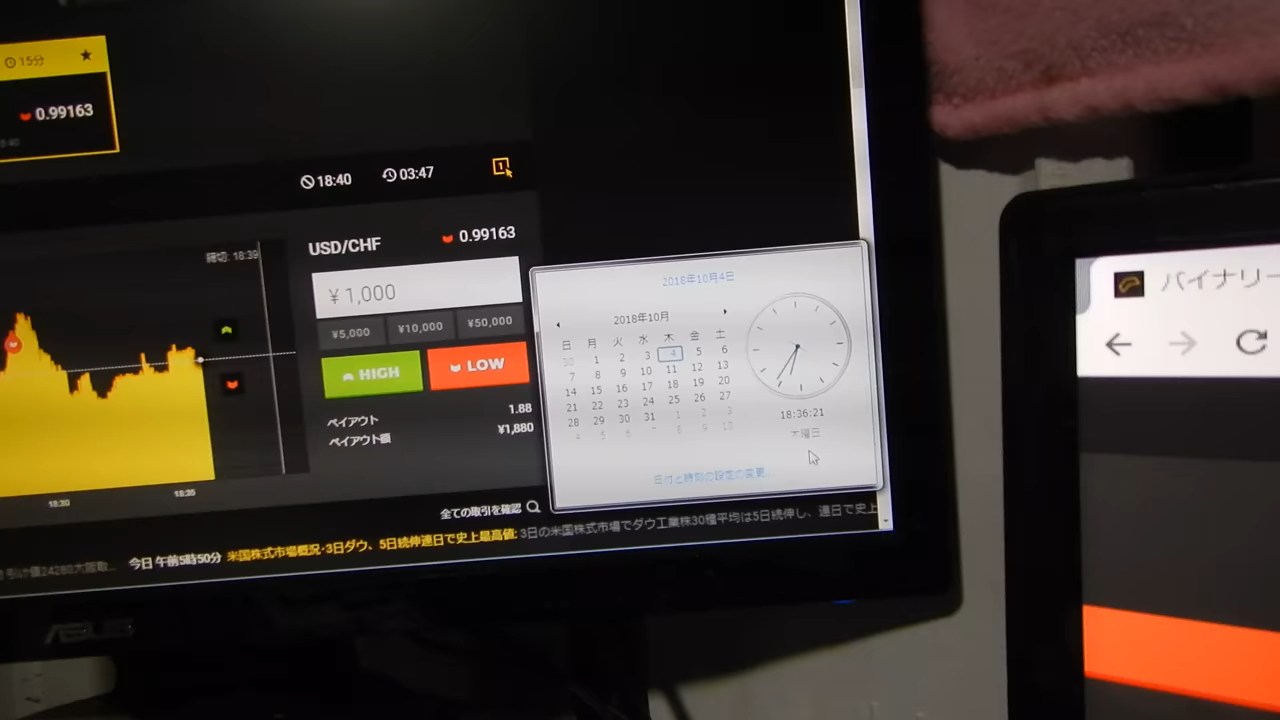 15分
0.99163
18:40
03:47
1
締切: 18:39
USD/CHF
0.99163
¥1,000
¥5,000
¥10,000
¥50,000
HIGH
LOW
ペイアウト
1.88
ペイアウト額
¥1,880
18:30
18:35
全ての取引を確認
今日 午前5時50分 米国株式市場概況・3日ダウ、5日続伸連日で史上最高値: 3日の米国株式市場でダウ工業株30種平均は5日続伸し、連日で史上
2018年10月4日
2018年10月
日 月 火 水 木 金 土
30 1 2 3 4 5 6
7 8 9 10 11 12 13
14 15 16 17 18 19 20
21 22 23 24 25 26 27
28 29 30 31 1 2 3
4 5 6 7 8 9 10
18:36:21
木曜日
日付と時刻の設定の変更...
ASUS
バイナリー